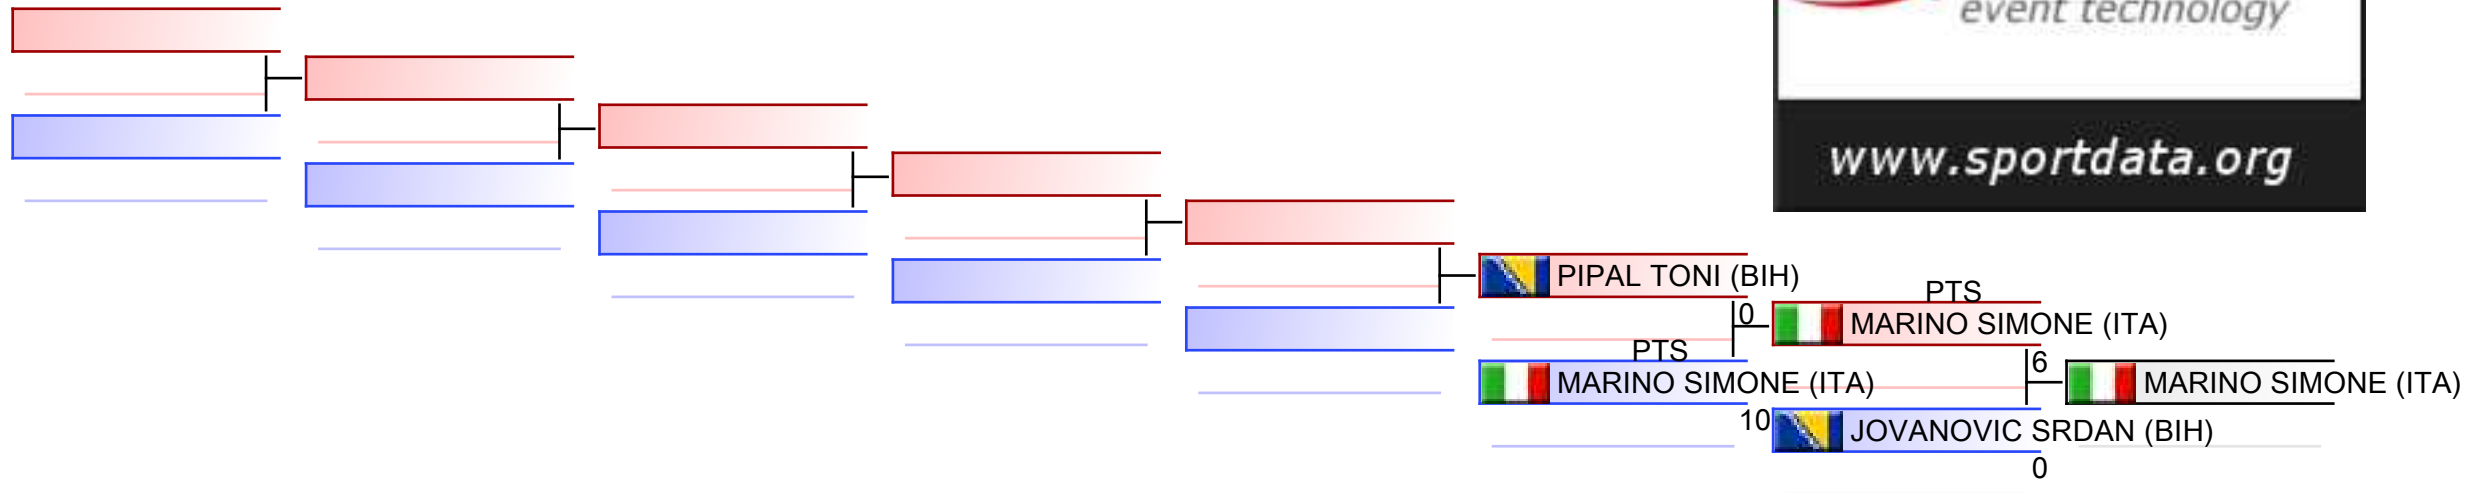 event technology
www.sportdata.org
PIPAL TONI (BIH)
0
PTS
MARINO SIMONE (ITA)
PTS
MARINO SIMONE (ITA)
10
6
MARINO SIMONE (ITA)
JOVANOVIC SRDAN (BIH)
0